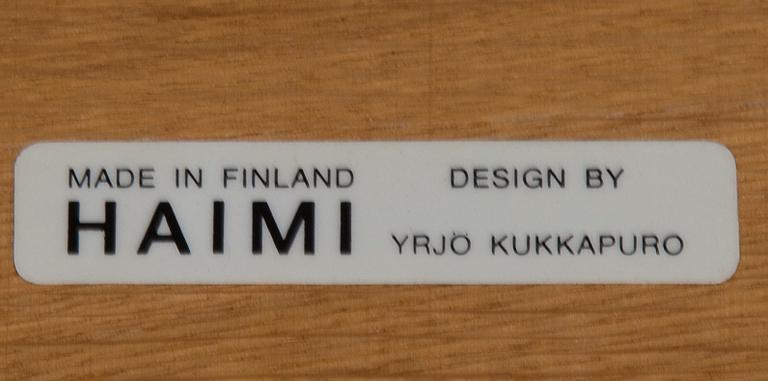 MADE IN FINLAND
HAIMI
DESIGN BY
YRJÖ KUKKAPURO